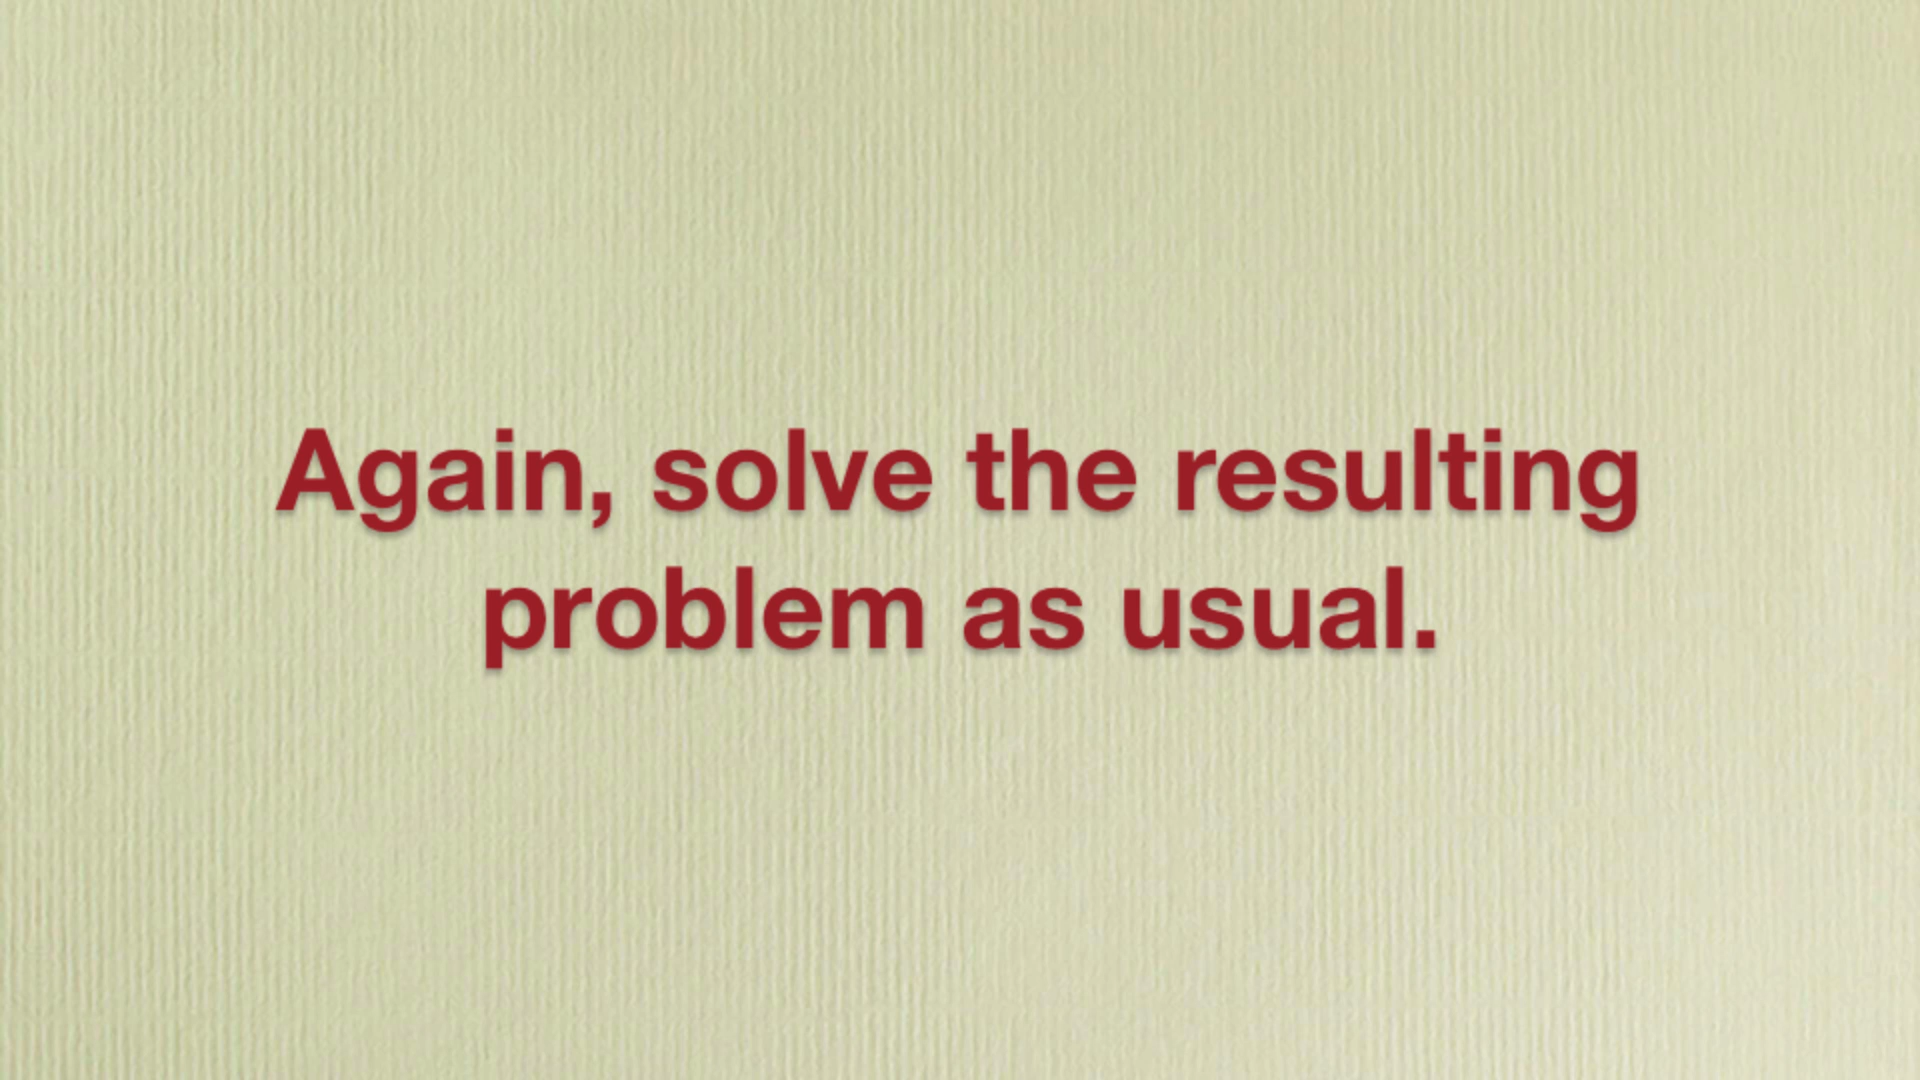 Again, solve the resulting
problem as usual.